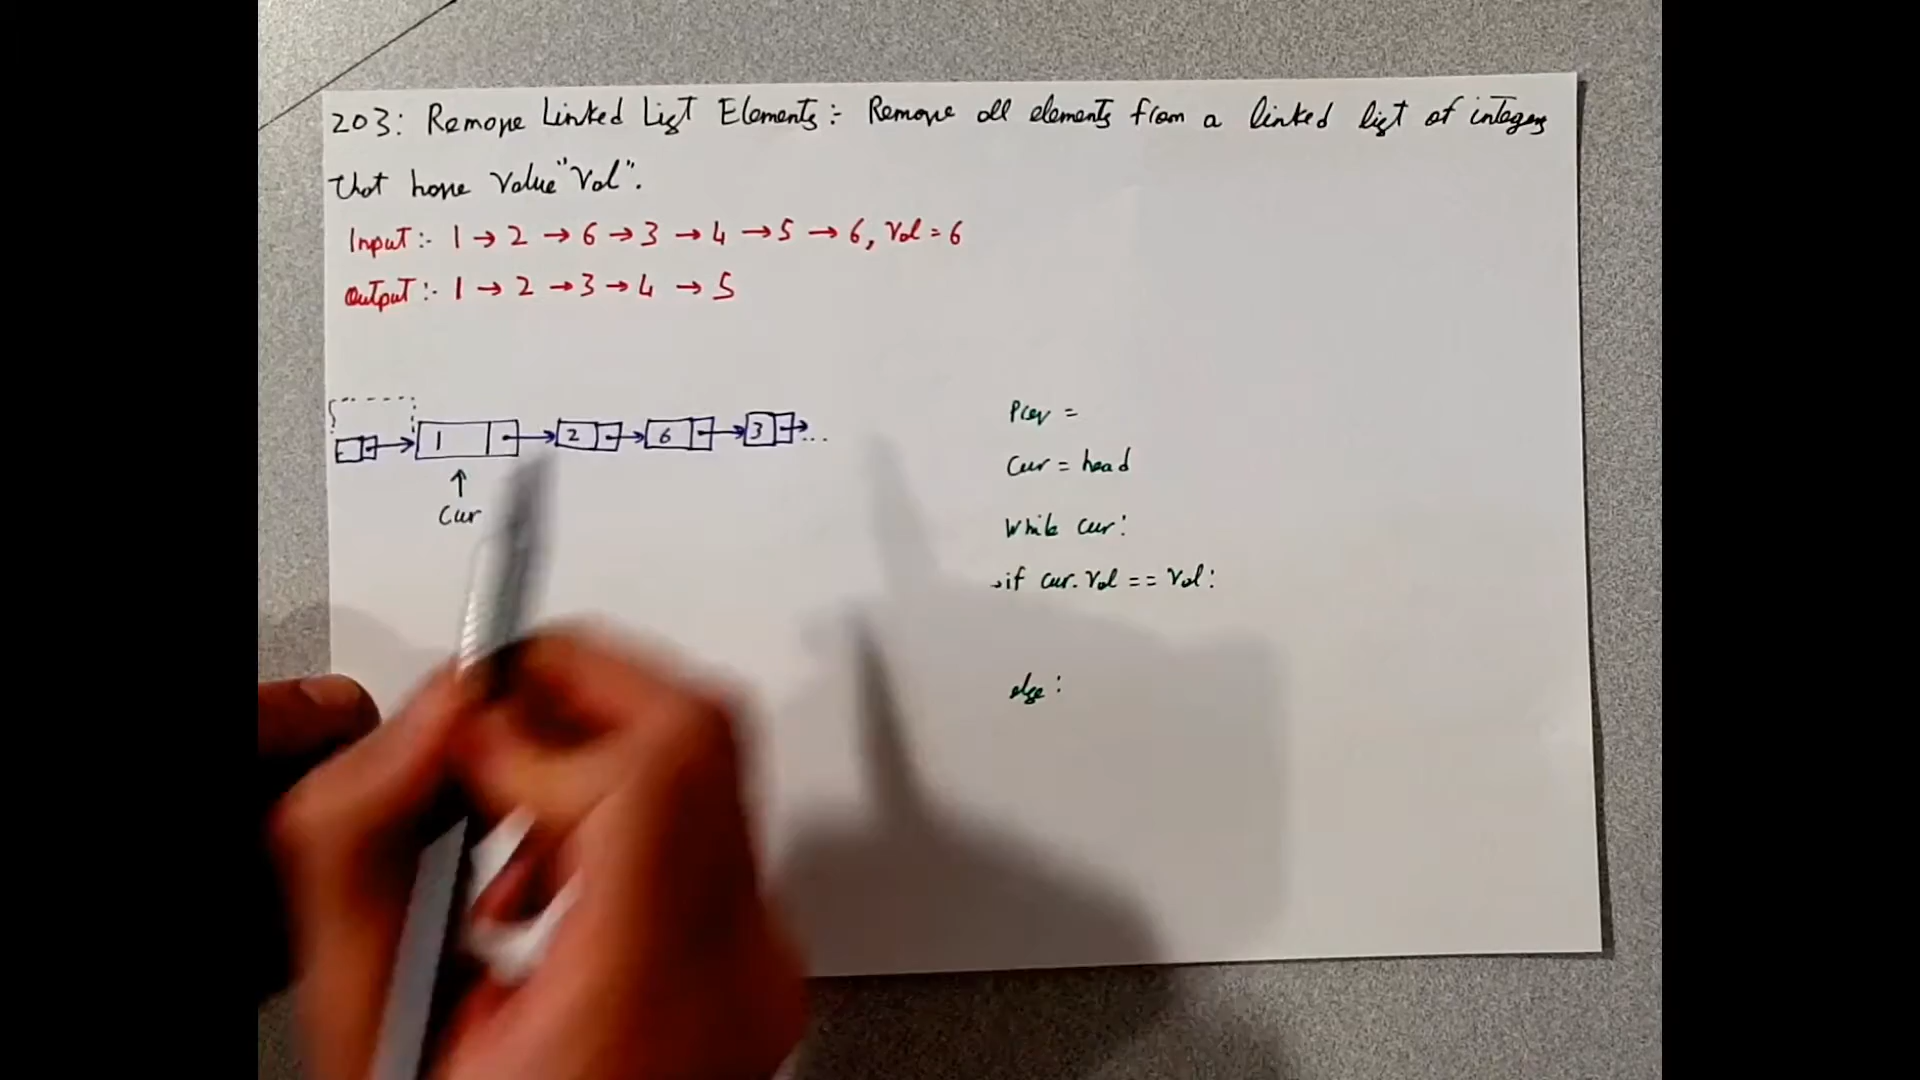 203: Remove Linked List Elements :- Remove all elements from a linked list of integers
that have value "val".
Input :- 1 → 2 → 6 → 3 → 4 → 5 → 6, val = 6
Output :- 1 → 2 → 3 → 4 → 5
1 → 2 → 6 → 3 → ...
Cur
Prev =
Cur = head
While cur:
→ if cur.val == val:
else: